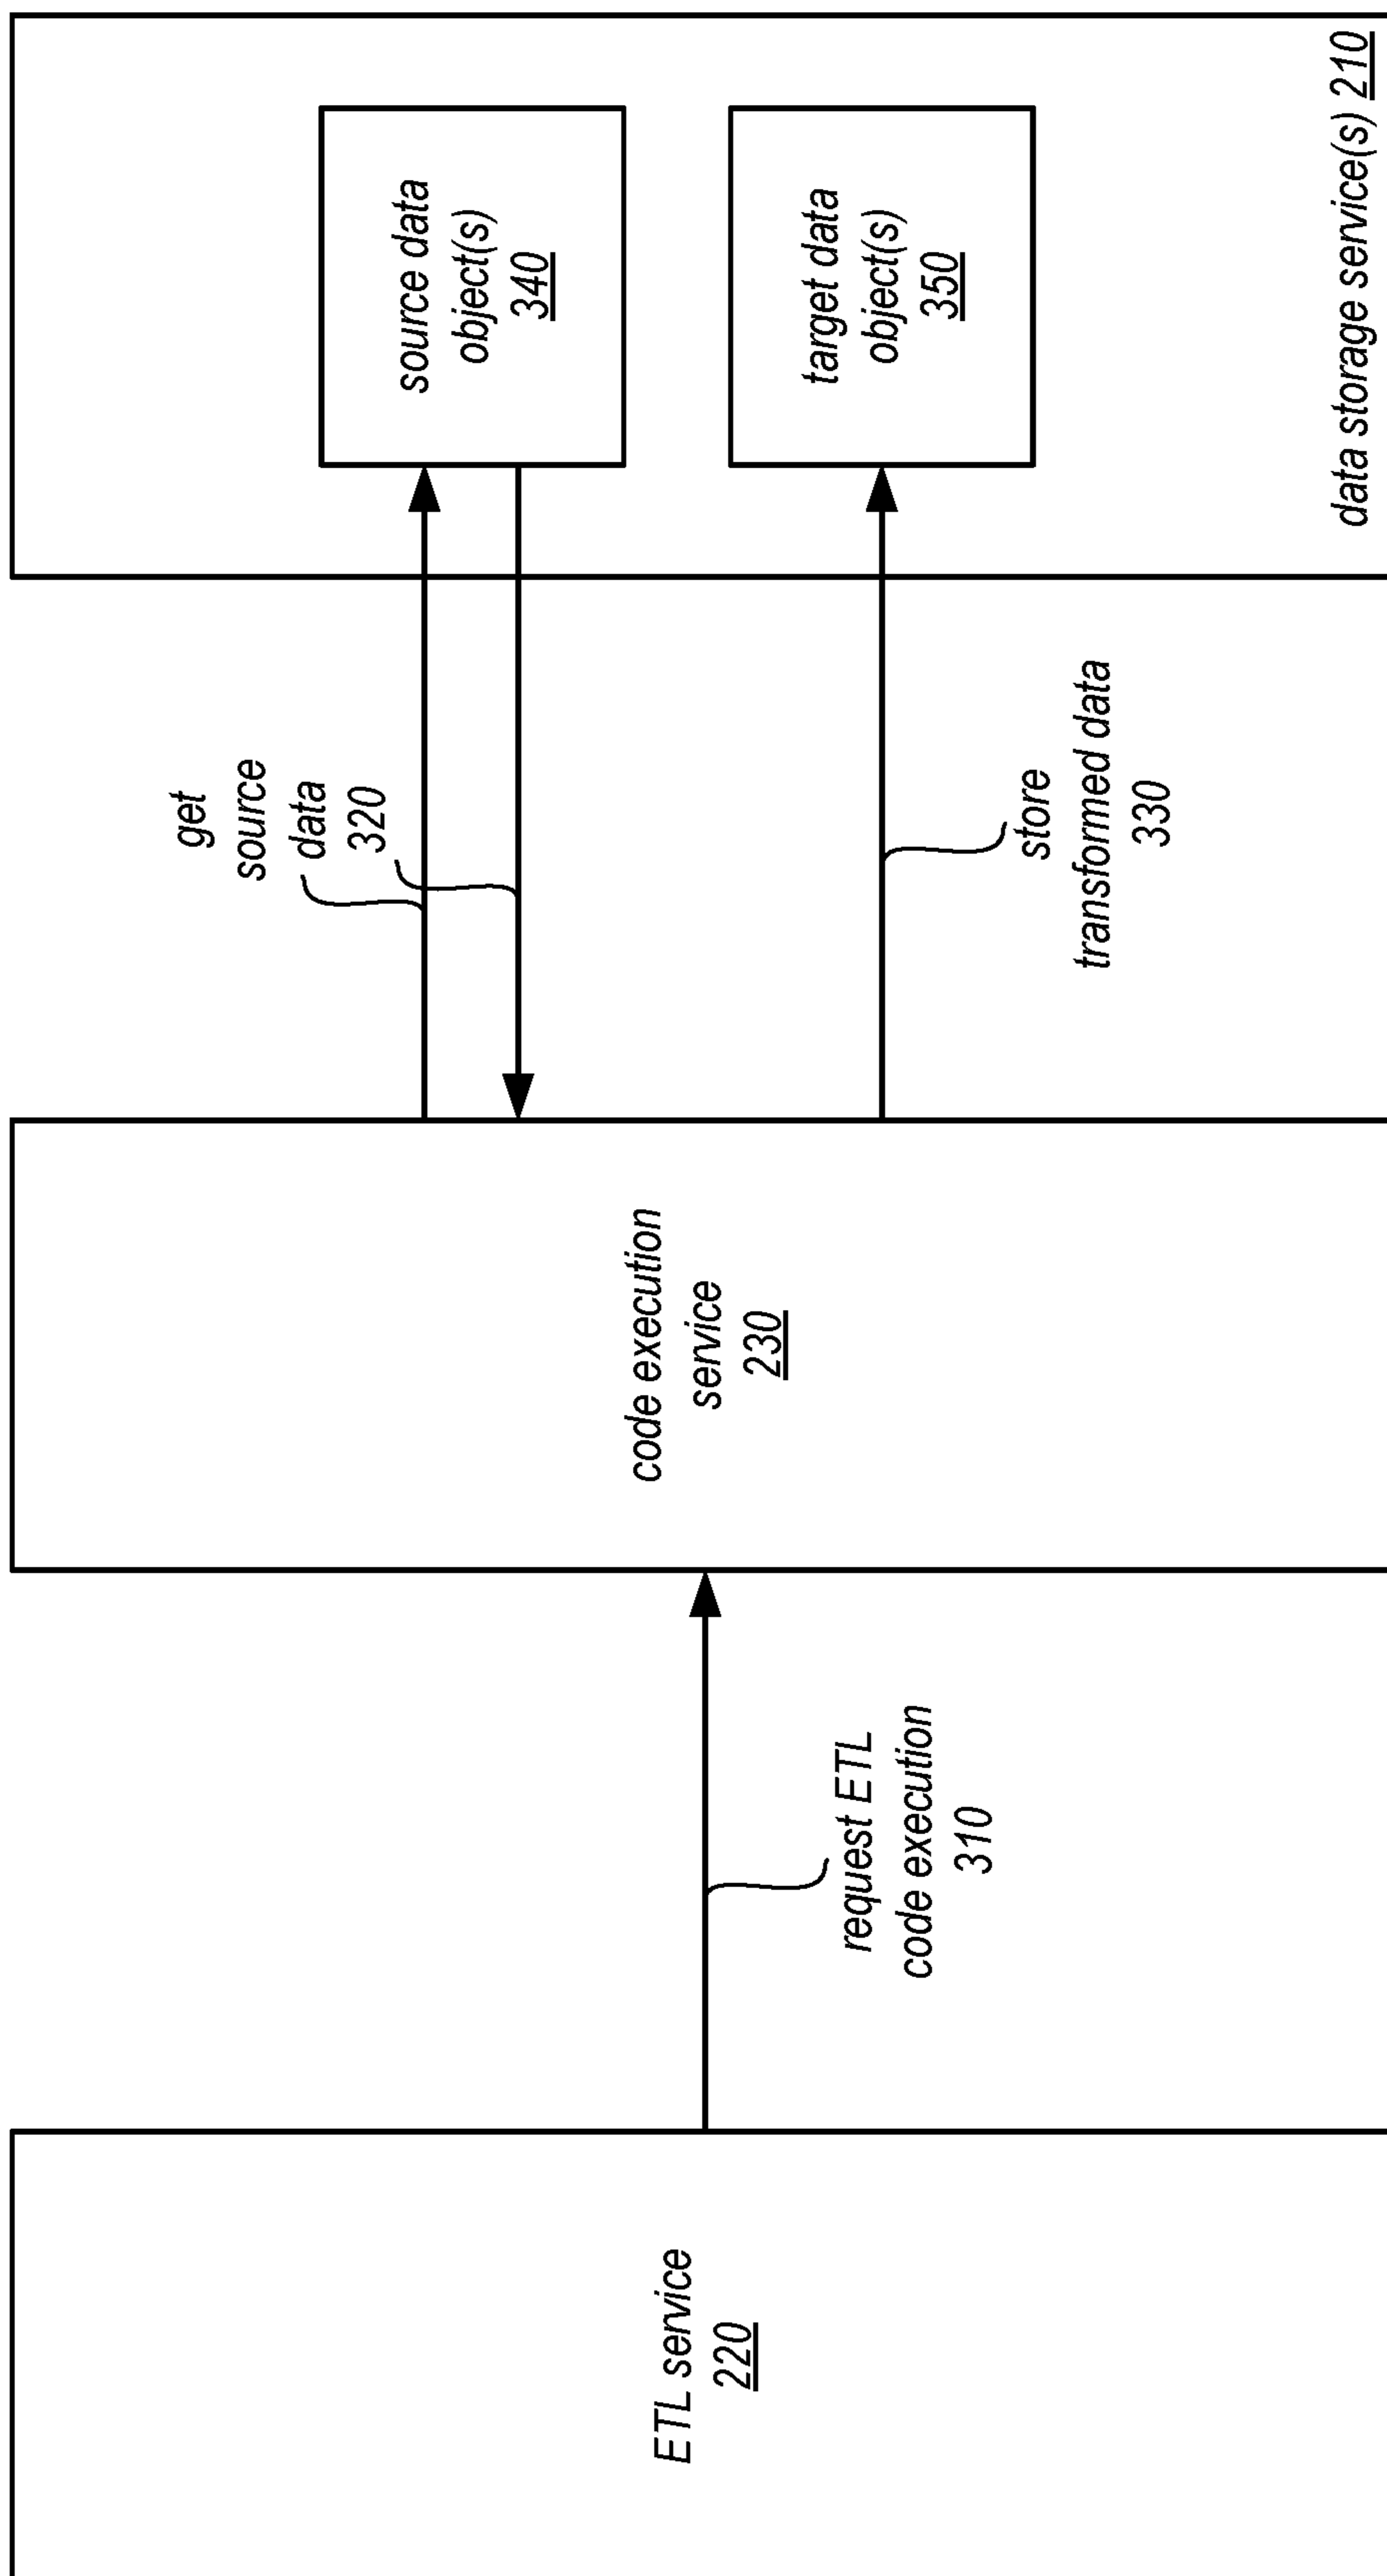 ETL service
220
request ETL
code execution
310
code execution
service
230
get
source
data
320
store
transformed data
330
source data
object(s)
340
target data
object(s)
350
data storage service(s) 210